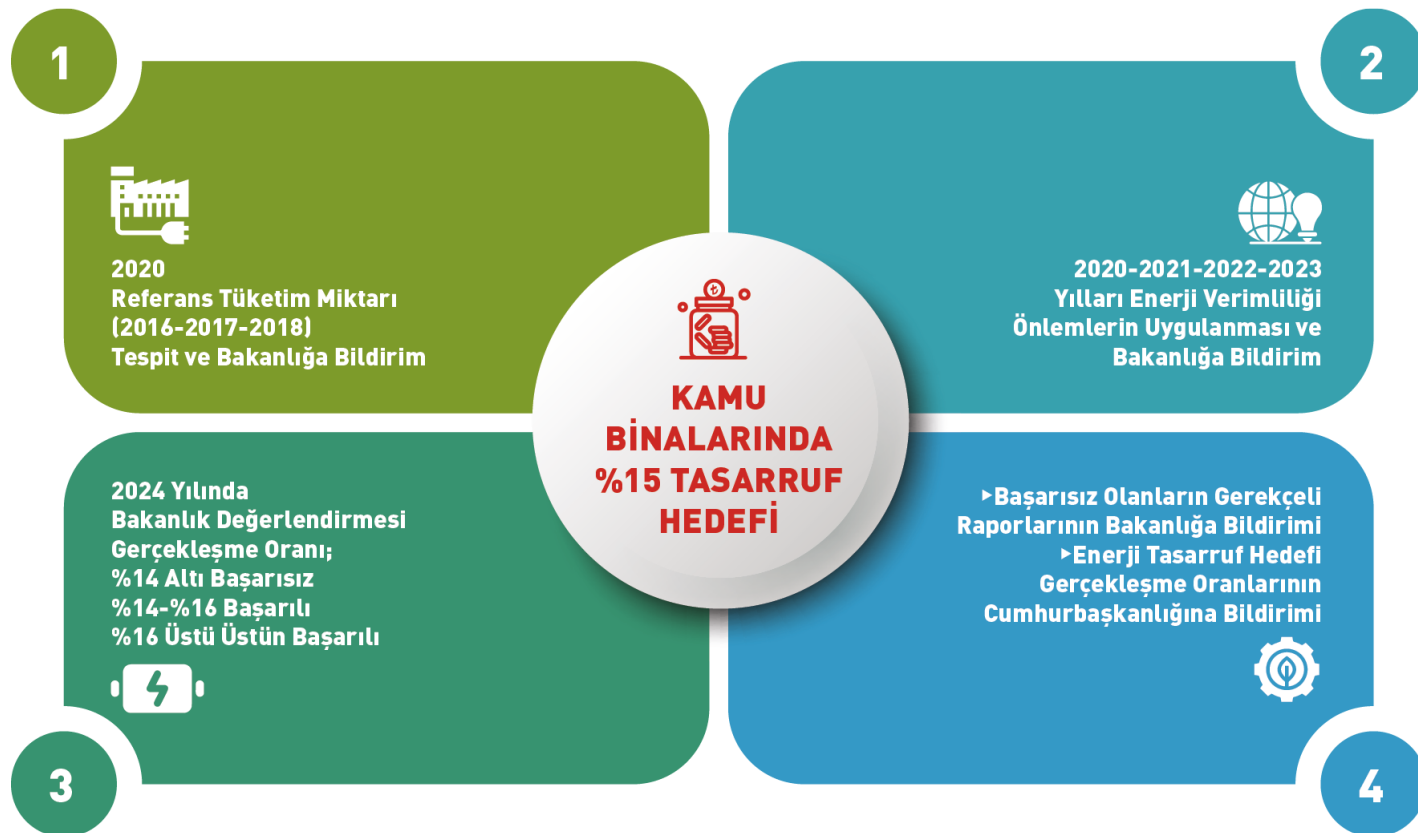 1
2020
Referans Tüketim Miktarı
(2016-2017-2018)
Tespit ve Bakanlığa Bildirim
2
2020-2021-2022-2023
Yılları Enerji Verimliliği
Önlemlerin Uygulanması ve
Bakanlığa Bildirim
KAMU
BİNALARINDA
%15 TASARRUF
HEDEFİ
2024 Yılında
Bakanlık Değerlendirmesi
Gerçekleşme Oranı;
%14 Altı Başarısız
%14-%16 Başarılı
%16 Üstü Üstün Başarılı
3
▸Başarısız Olanların Gerekçeli
Raporlarının Bakanlığa Bildirimi
▸Enerji Tasarruf Hedefi
Gerçekleşme Oranlarının
Cumhurbaşkanlığına Bildirimi
4